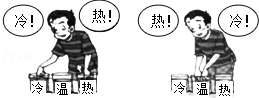 冷！ 热！
冷 温 热
热！ 冷！
冷 温 热